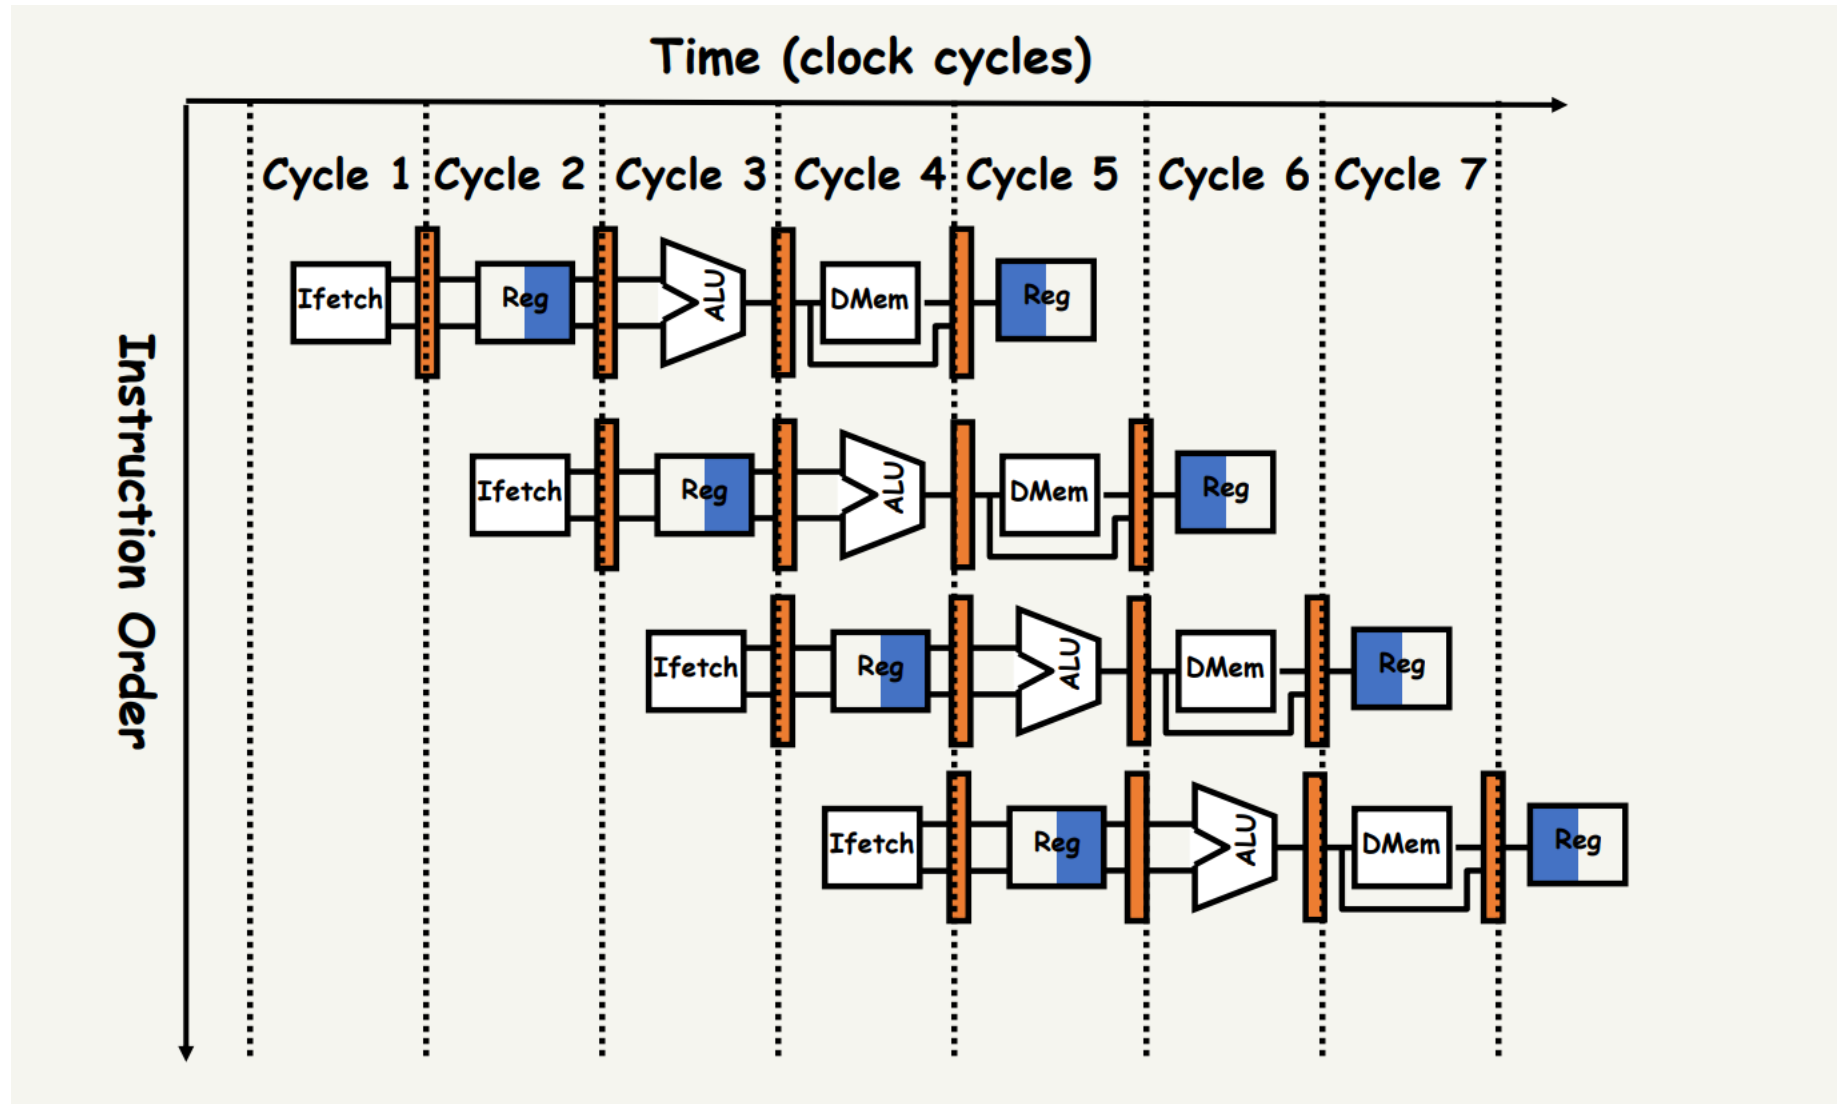 Time (clock cycles)
Cycle 1 Cycle 2 Cycle 3 Cycle 4 Cycle 5 Cycle 6 Cycle 7
Instruction Order
Ifetch Reg ALU DMem Reg
Ifetch Reg ALU DMem Reg
Ifetch Reg ALU DMem Reg
Ifetch Reg ALU DMem Reg